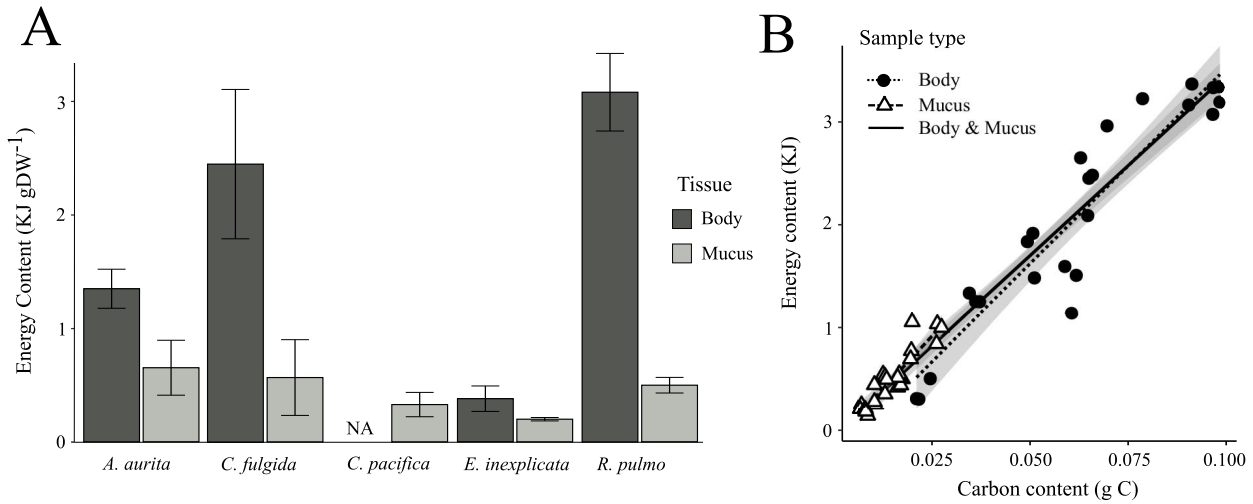 A
Energy Content (KJ gDW-1)
3
2
1
0
NA
A. aurita
C. fulgida
C. pacifica
E. inexplicata
R. pulmo
Tissue
Body
Mucus
B
Sample type
Body
Mucus
Body & Mucus
Energy content (KJ)
3
2
1
0
0.025
0.050
0.075
0.100
Carbon content (g C)